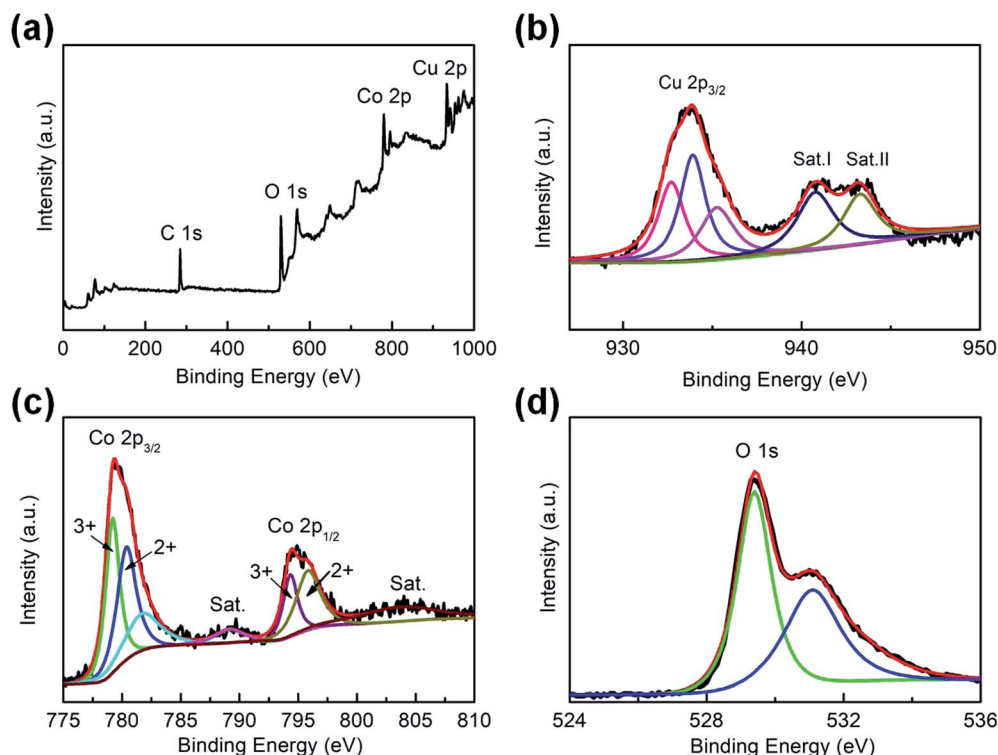 (a)
Intensity (a.u.)
C 1s
O 1s
Co 2p
Cu 2p
0 200 400 600 800 1000
Binding Energy (eV)
(b)
Intensity (a.u.)
Cu 2p3/2
Sat.I Sat.II
930 940 950
Binding Energy (eV)
(c)
Intensity (a.u.)
Co 2p3/2
3+
2+
Sat.
Co 2p1/2
3+ 2+
Sat.
775 780 785 790 795 800 805 810
Binding Energy (eV)
(d)
Intensity (a.u.)
O 1s
524 528 532 536
Binding Energy (eV)